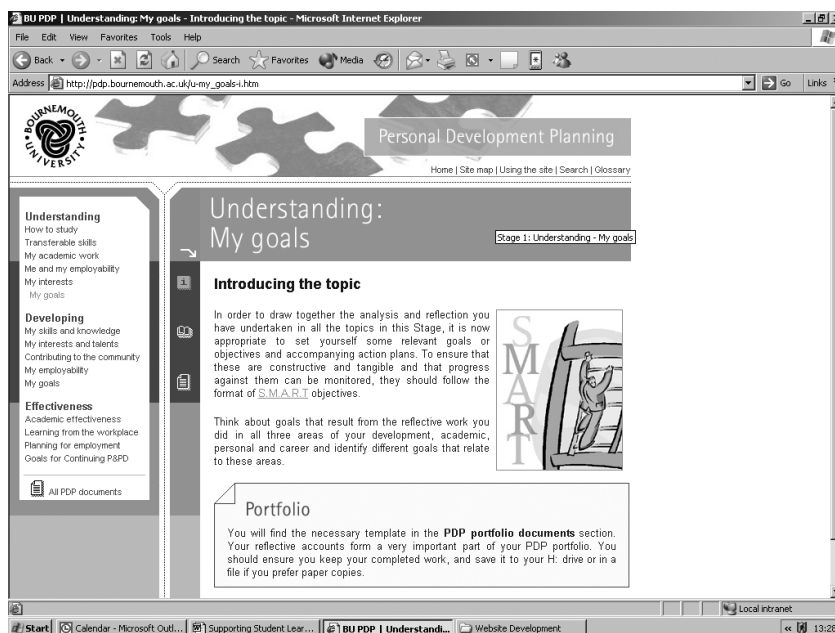 BU PDP | Understanding: My goals - Introducing the topic - Microsoft Internet Explorer
File Edit View Favorites Tools Help
Back Search Favorites Media
Address http://pdp.bournemouth.ac.uk/u-my_goals-i.htm Go Links
BOURNEMOUTH UNIVERSITY
Personal Development Planning
Home | Site map | Using the site | Search | Glossary
Understanding
How to study
Transferable skills
My academic work
Me and my employability
My interests
My goals
Developing
My skills and knowledge
My interests and talents
Contributing to the community
My employability
My goals
Effectiveness
Academic effectiveness
Learning from the workplace
Planning for employment
Goals for Continuing P&PD
All PDP documents
Understanding:
My goals
Stage 1: Understanding - My goals
i
Introducing the topic
In order to draw together the analysis and reflection you
have undertaken in all the topics in this Stage, it is now
appropriate to set yourself some relevant goals or
objectives and accompanying action plans. To ensure that
these are constructive and tangible and that progress
against them can be monitored, they should follow the
format of S.M.A.R.T objectives.
Think about goals that result from the reflective work you
did in all three areas of your development, academic,
personal and career and identify different goals that relate
to these areas.
SMART
Portfolio
You will find the necessary template in the PDP portfolio documents section.
Your reflective accounts form a very important part of your PDP portfolio. You
should ensure you keep your completed work, and save it to your H: drive or in a
file if you prefer paper copies.
Local intranet
Start Calendar - Microsoft Outl... Supporting Student Lear... BU PDP | Understandi... Website Development 13:28